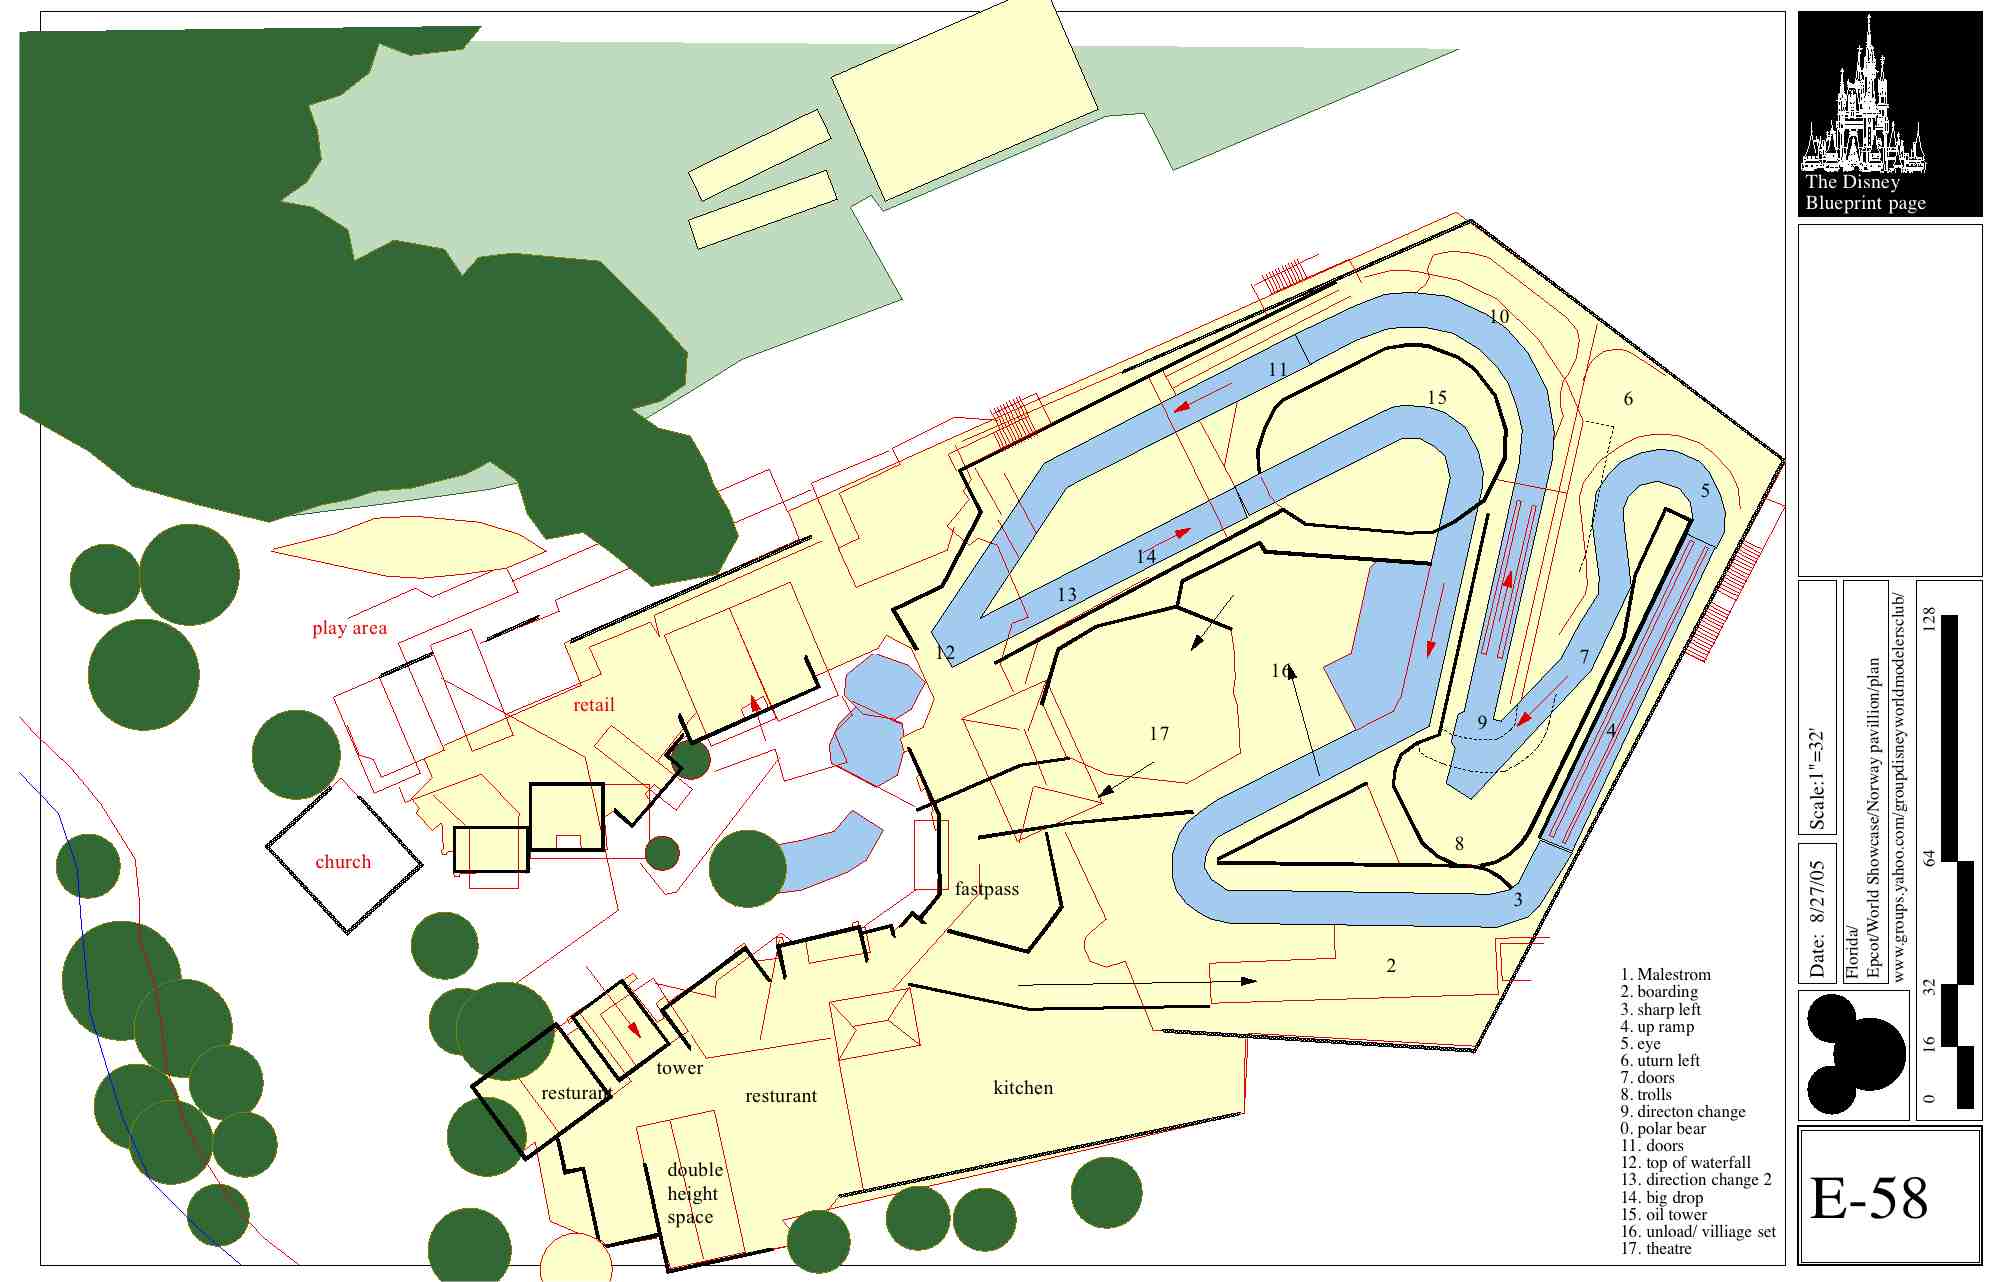 The Disney
Blueprint page
10
11
15
6
5
14
13
12
7
16
9
4
17
8
3
2
play area
retail
church
fastpass
tower
resturant
resturant
kitchen
double
height
space
1. Malestrom
2. boarding
3. sharp left
4. up ramp
5. eye
6. uturn left
7. doors
8. trolls
9. directon change
0. polar bear
11. doors
12. top of waterfall
13. direction change 2
14. big drop
15. oil tower
16. unload/ villiage set
17. theatre
Scale:1"=32'
Date: 8/27/05
Florida/
Epcot/World Showcase/Norway pavillion/plan
www.groups.yahoo.com/groupdisneyworldmodelersclub/
128
64
32
16
0
E-58